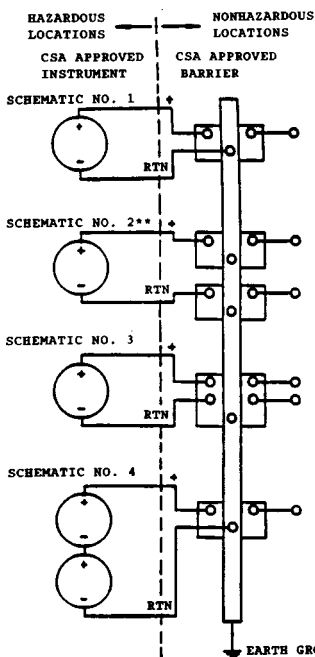 HAZARDOUS LOCATIONS
NONHAZARDOUS LOCATIONS
CSA APPROVED INSTRUMENT
CSA APPROVED BARRIER
SCHEMATIC NO. 1
+
+
-
RTN
SCHEMATIC NO. 2**
+
+
-
RTN
SCHEMATIC NO. 3
+
+
-
RTN
SCHEMATIC NO. 4
+
+
-
+
-
RTN
EARTH GRO